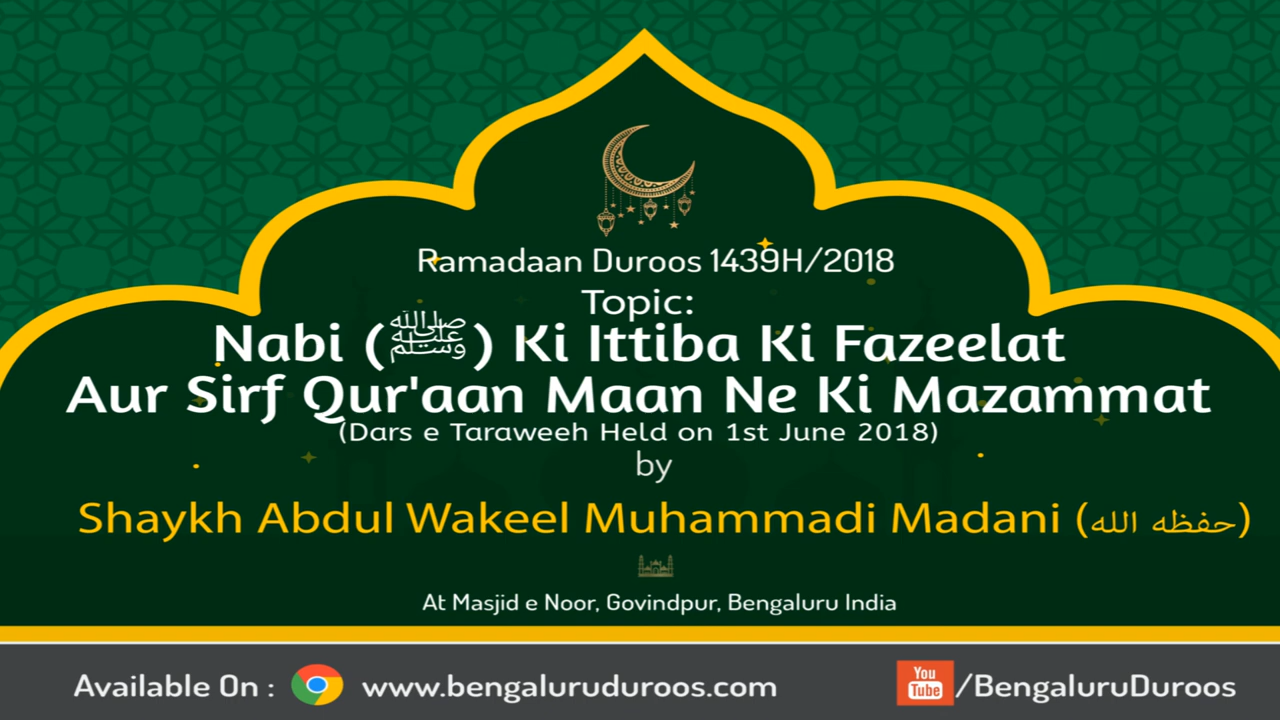 Ramadaan Duroos 1439H/2018
Topic:
Nabi (ﷺ) Ki Ittiba Ki Fazeelat
Aur Sirf Qur'aan Maan Ne Ki Mazammat
(Dars e Taraweeh Held on 1st June 2018)
by
Shaykh Abdul Wakeel Muhammadi Madani (حفظه الله)
At Masjid e Noor, Govindpur, Bengaluru India
Available On : www.bengaluruduroos.com
You Tube /BengaluruDuroos